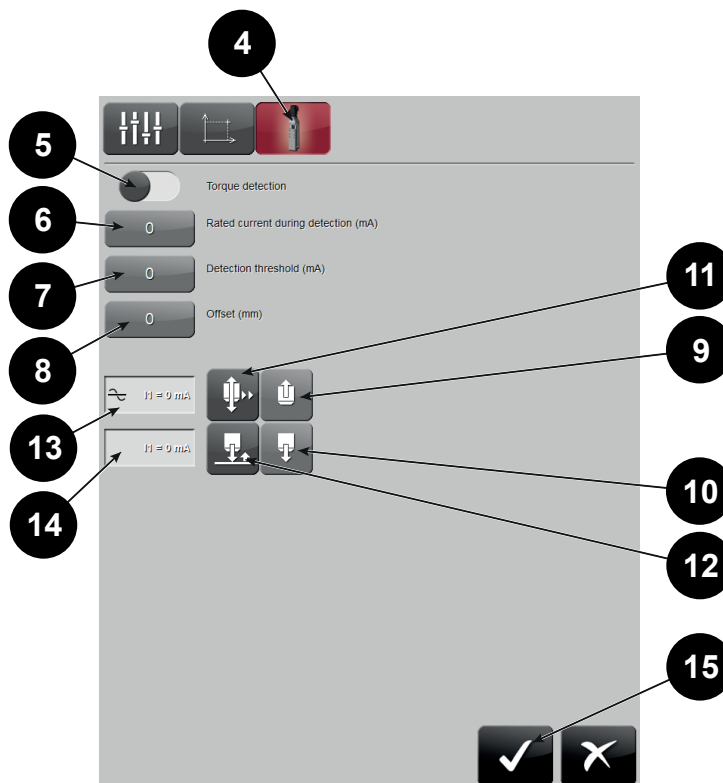 4
5
Torque detection
6
0
Rated current during detection (mA)
7
0
Detection threshold (mA)
11
8
0
Offset (mm)
9
13
I1 = 0 mA
14
I1 = 0 mA
10
12
15